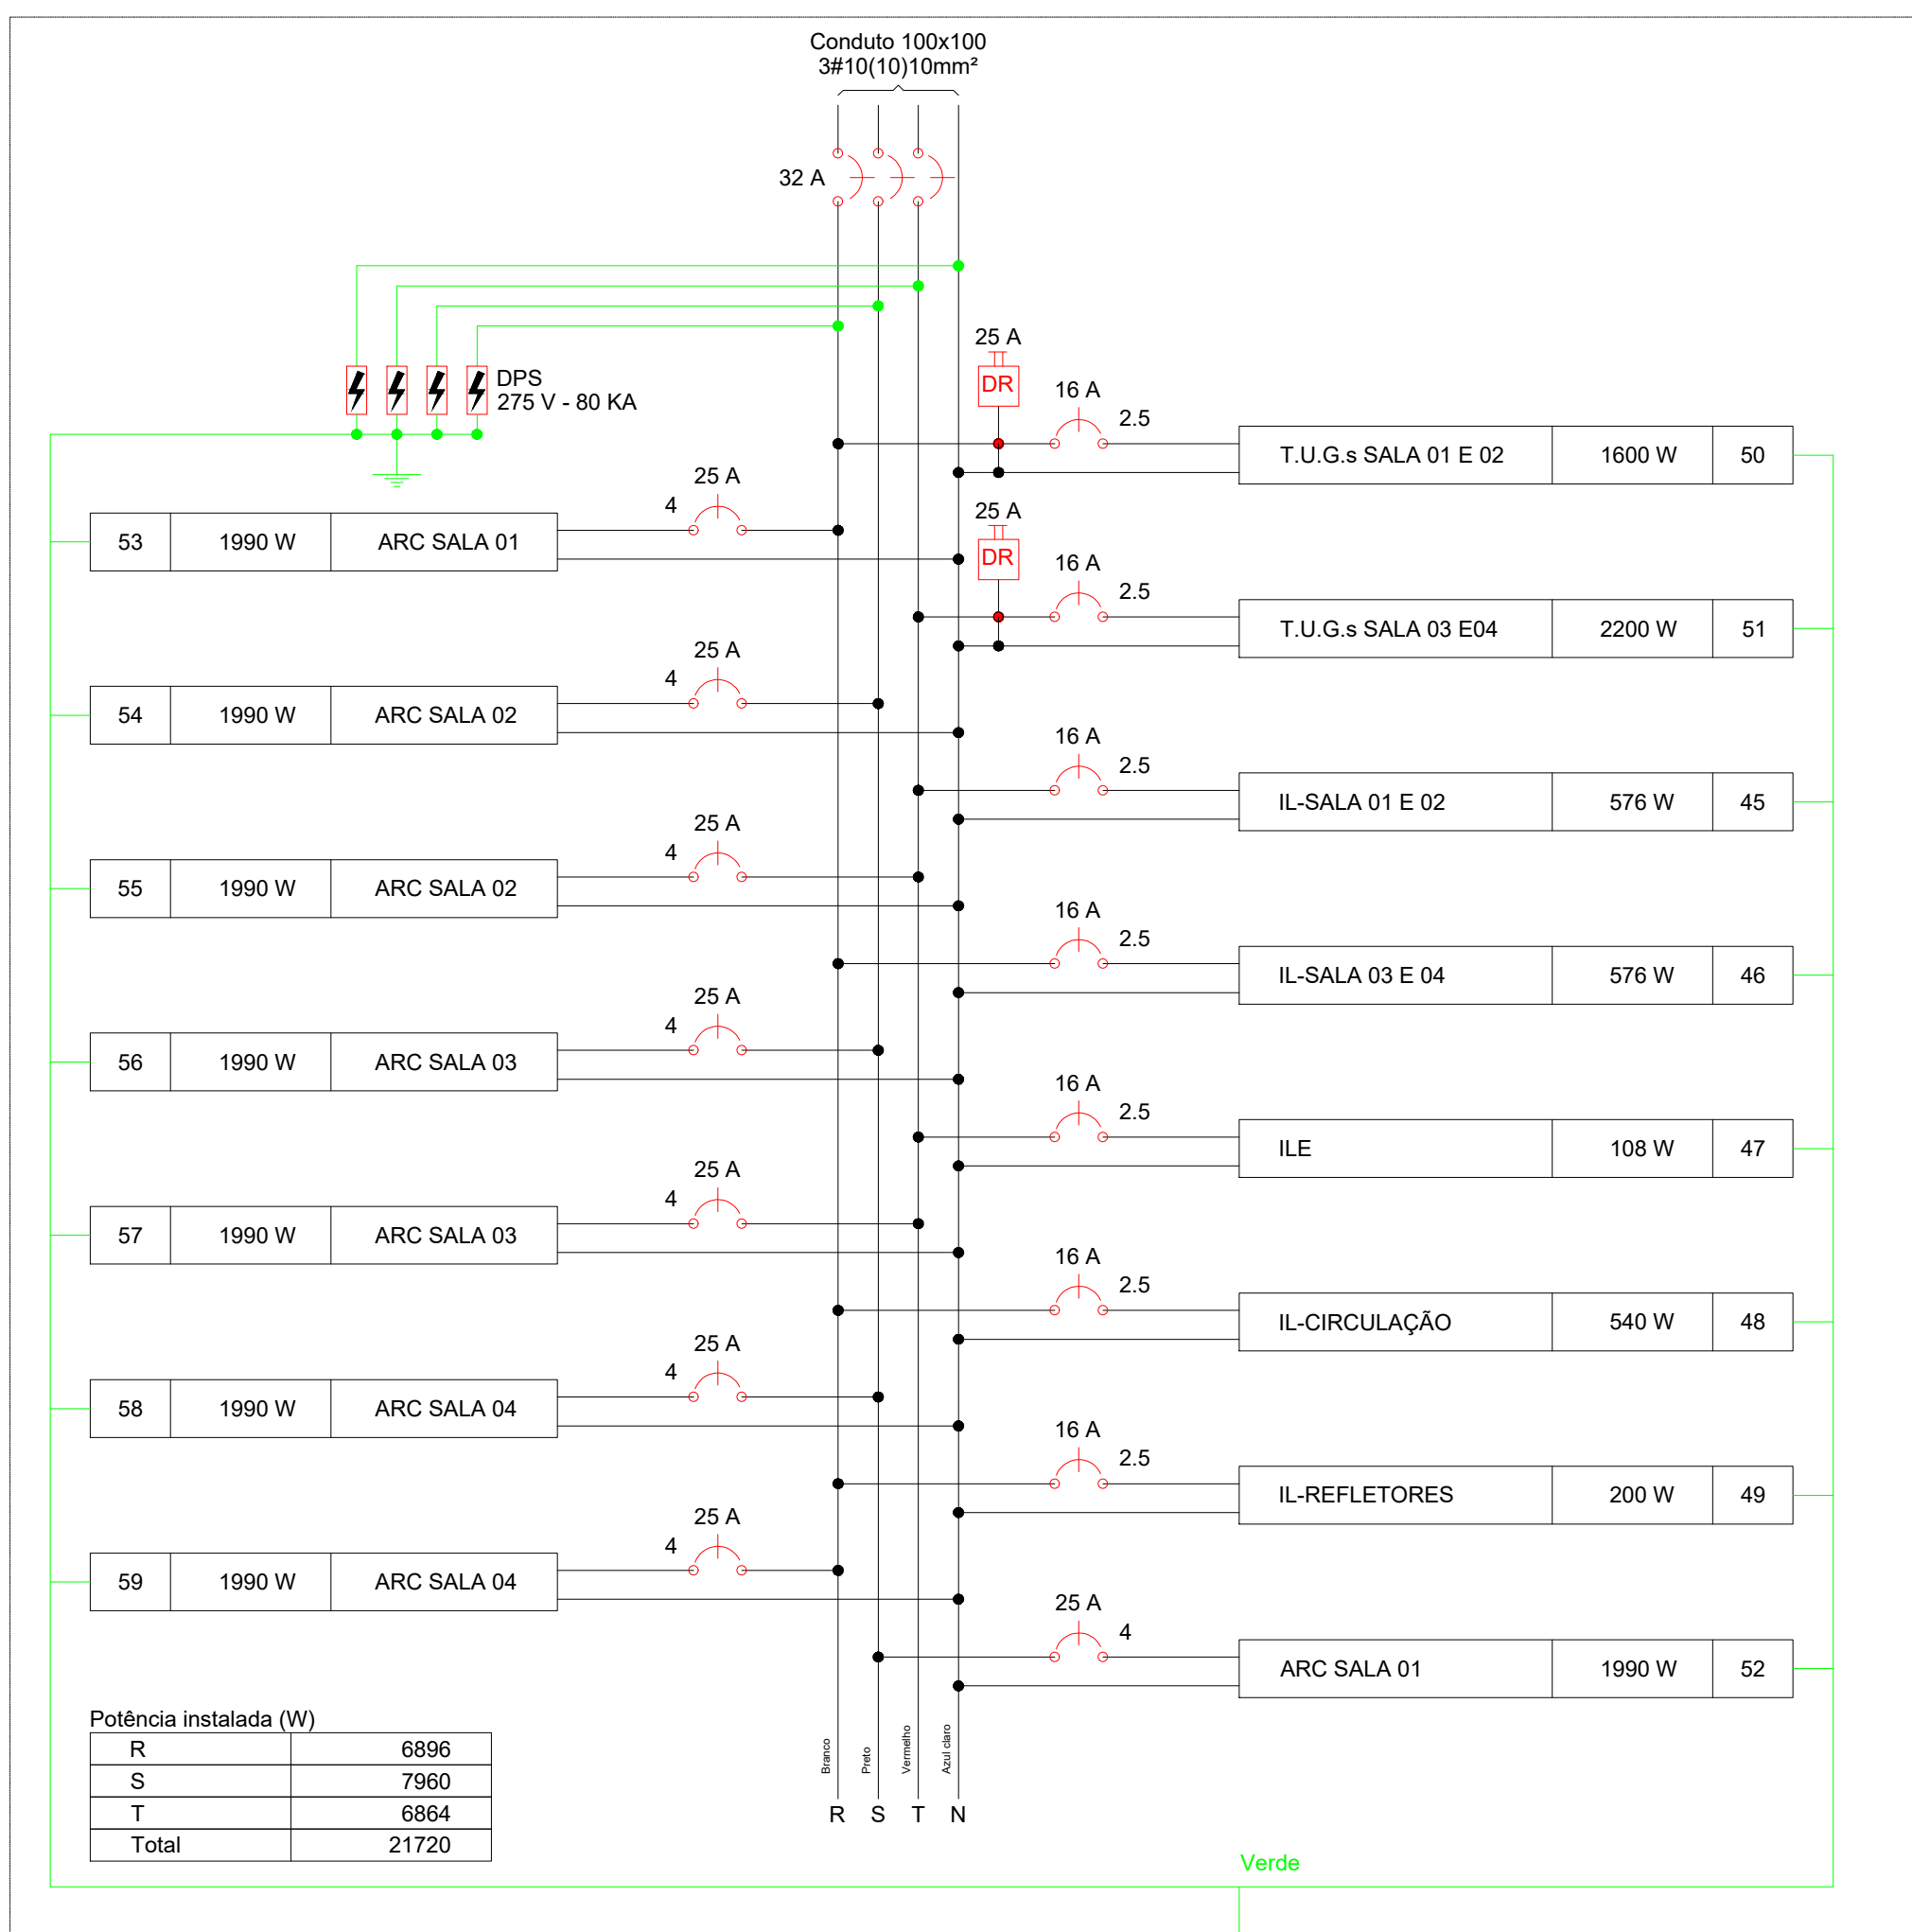 Conduto 100x100
3#10(10)10mm²
32 A
DPS
275 V - 80 KA
25 A
DR
16 A
2.5
T.U.G.s SALA 01 E 02 1600 W 50
25 A
4
53 1990 W ARC SALA 01
25 A
DR
16 A
2.5
T.U.G.s SALA 03 E04 2200 W 51
25 A
4
54 1990 W ARC SALA 02
16 A
2.5
IL-SALA 01 E 02 576 W 45
25 A
4
55 1990 W ARC SALA 02
16 A
2.5
IL-SALA 03 E 04 576 W 46
25 A
4
56 1990 W ARC SALA 03
16 A
2.5
ILE 108 W 47
25 A
4
57 1990 W ARC SALA 03
16 A
2.5
IL-CIRCULAÇÃO 540 W 48
25 A
4
58 1990 W ARC SALA 04
16 A
2.5
IL-REFLETORES 200 W 49
25 A
4
59 1990 W ARC SALA 04
25 A
4
ARC SALA 01 1990 W 52
Potência instalada (W)
R 6896
S 7960
T 6864
Total 21720
Branco
Preto
Vermelho
Azul claro
R S T N
Verde